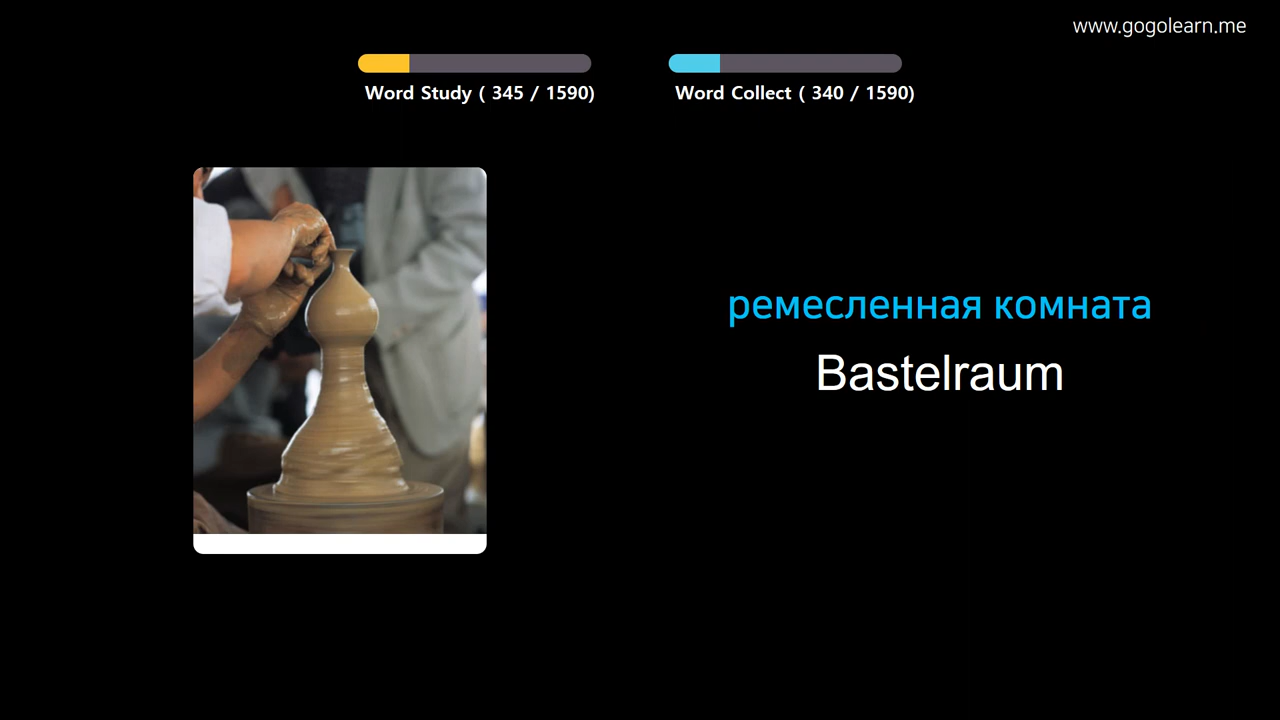 www.gogolearn.me
Word Study ( 345 / 1590)
Word Collect ( 340 / 1590)
ремесленная комната
Bastelraum